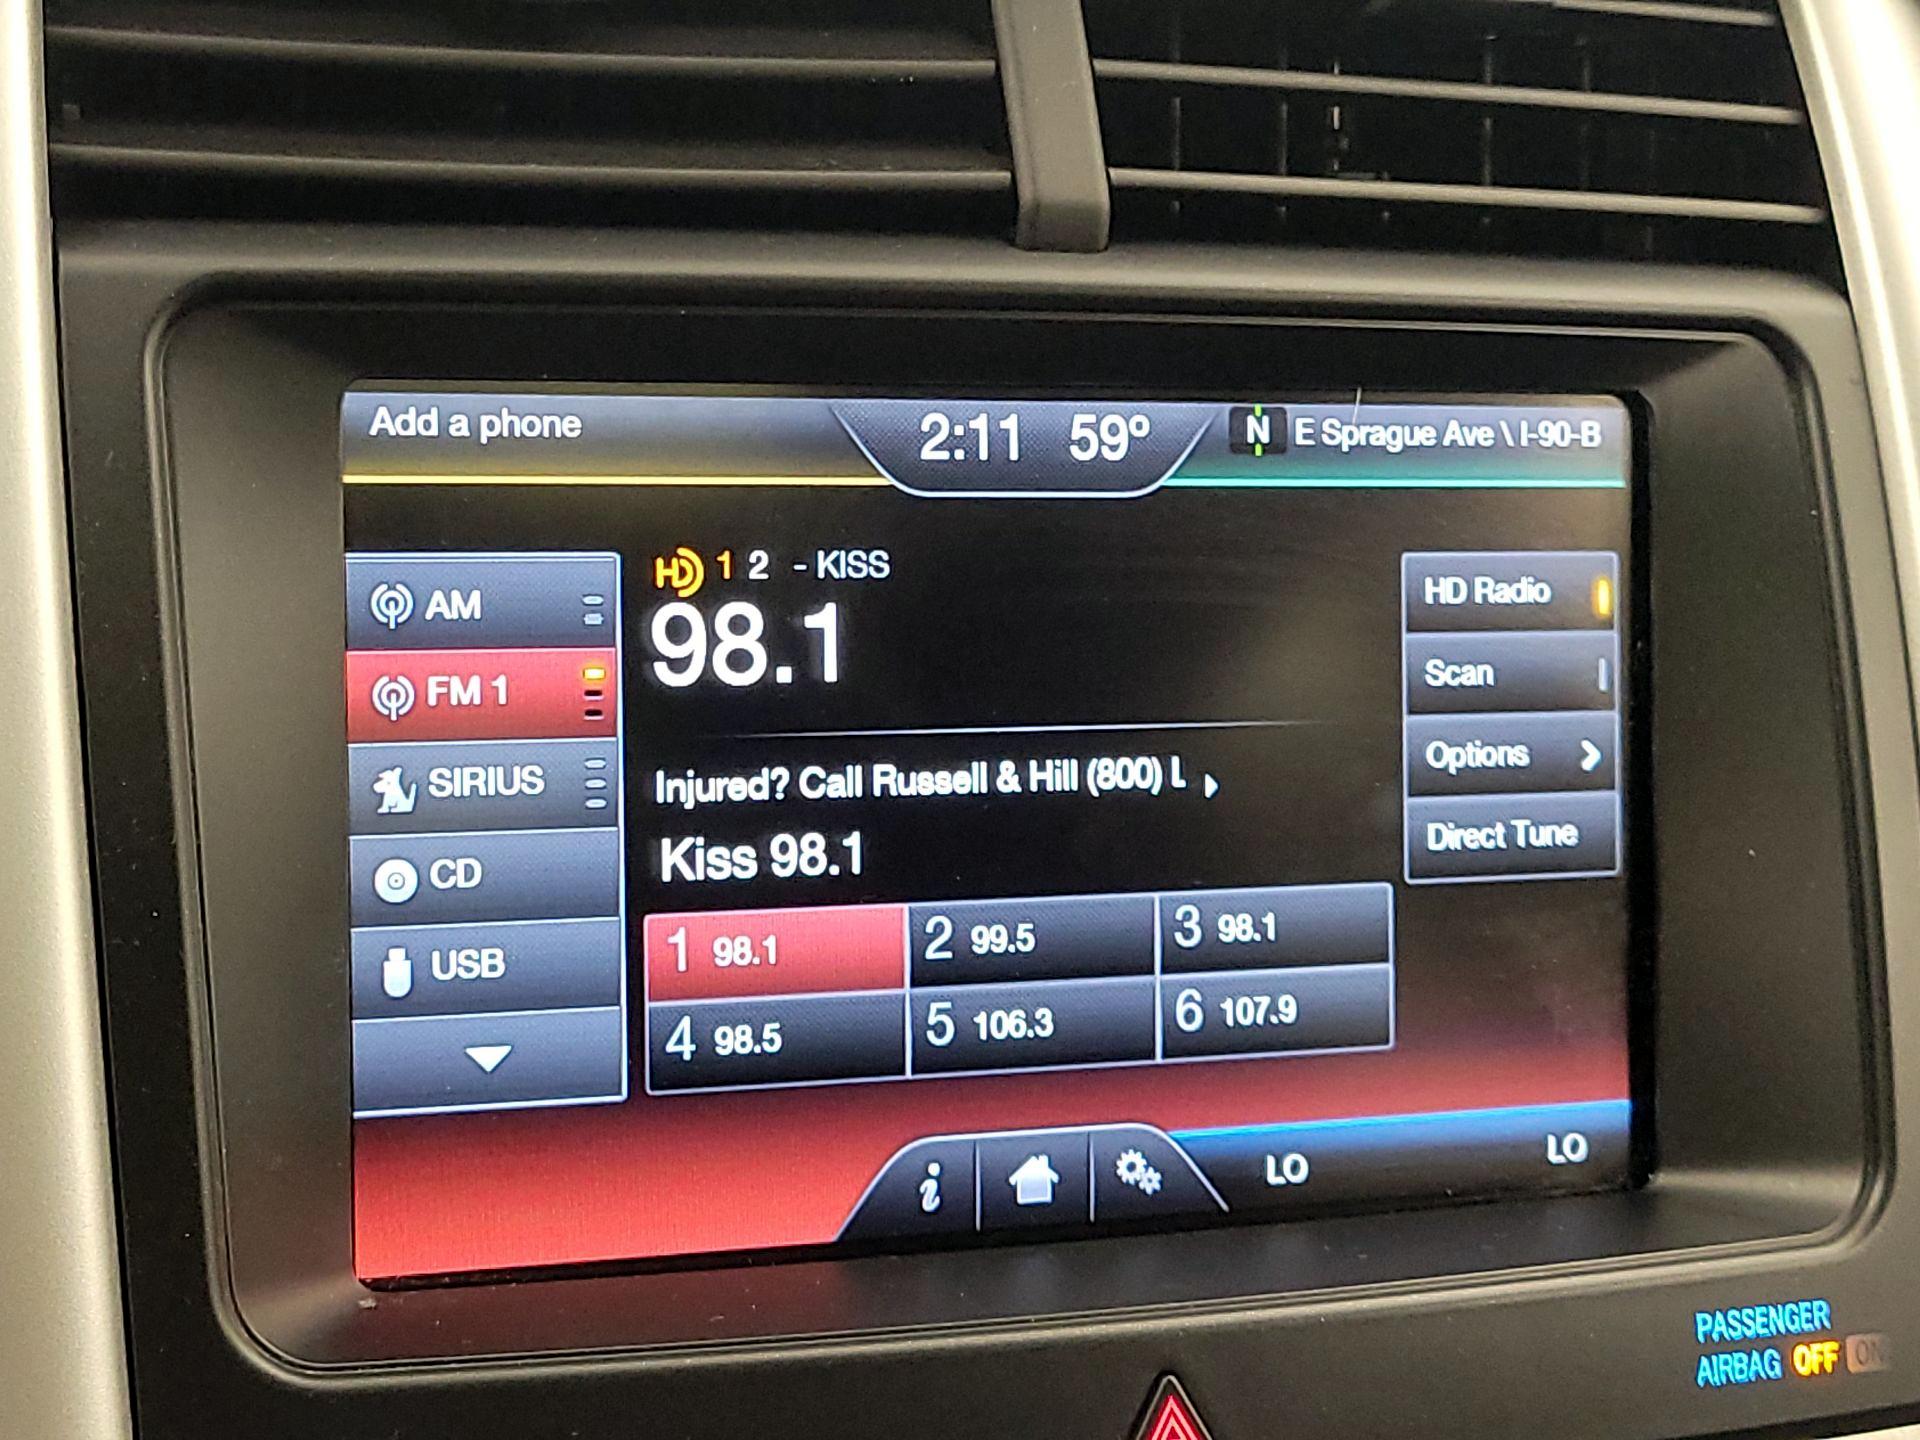 Add a phone
2:11 59° N E Sprague Ave \ I-90-B
HD 1 2 - KISS
98.1
AM
FM 1
SIRIUS
CD
USB
Injured? Call Russell & Hill (800)
Kiss 98.1
1 98.1
2 99.5
3 98.1
4 98.5
5 106.3
6 107.9
HD Radio
Scan
Options
Direct Tune
i
LO
LO
PASSENGER
AIRBAG OFF ON